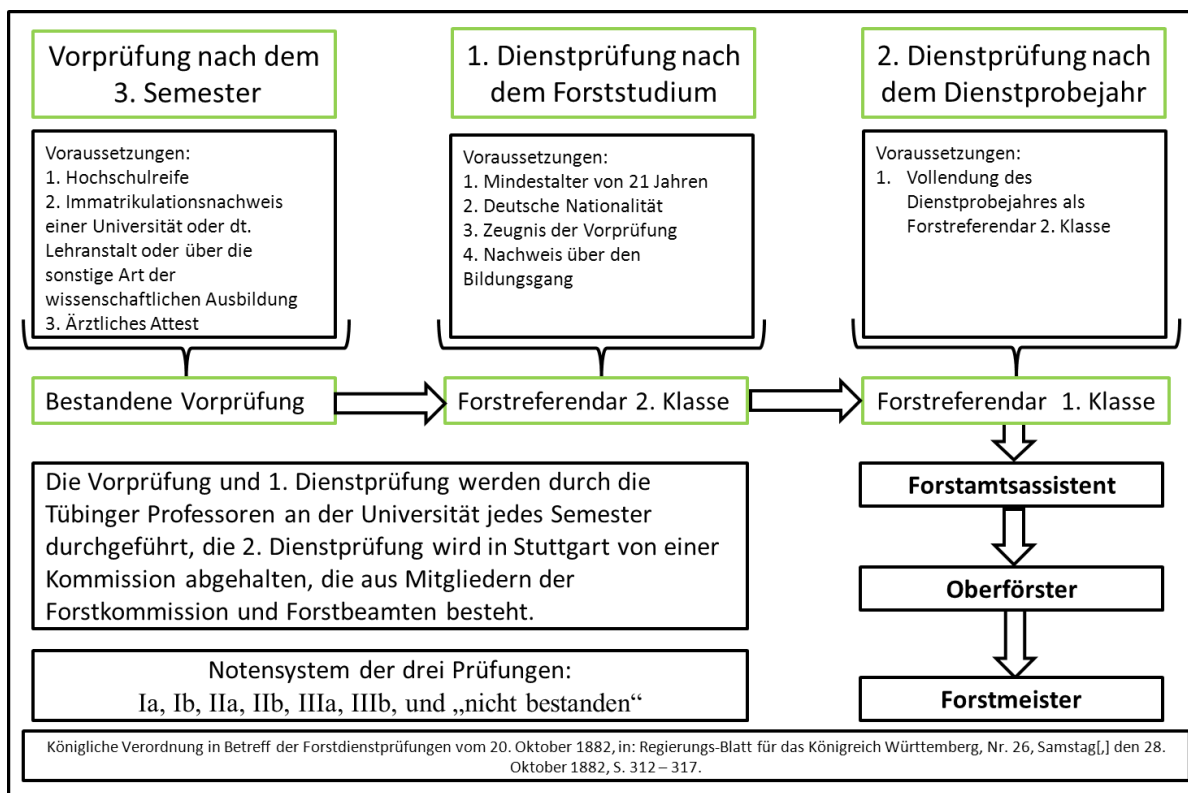 Vorprüfung nach dem
3. Semester
1. Dienstprüfung nach
dem Forststudium
2. Dienstprüfung nach
dem Dienstprobejahr
Voraussetzungen:
1. Hochschulreife
2. Immatrikulationsnachweis
einer Universität oder dt.
Lehranstalt oder über die
sonstige Art der
wissenschaftlichen Ausbildung
3. Ärztliches Attest
Voraussetzungen:
1. Mindestalter von 21 Jahren
2. Deutsche Nationalität
3. Zeugnis der Vorprüfung
4. Nachweis über den
Bildungsgang
Voraussetzungen:
1. Vollendung des
Dienstprobejahres als
Forstreferendar 2. Klasse
Bestandene Vorprüfung
Forstreferendar 2. Klasse
Forstreferendar 1. Klasse
Die Vorprüfung und 1. Dienstprüfung werden durch die
Tübinger Professoren an der Universität jedes Semester
durchgeführt, die 2. Dienstprüfung wird in Stuttgart von einer
Kommission abgehalten, die aus Mitgliedern der
Forstkommission und Forstbeamten besteht.
Forstamtsassistent
Oberförster
Forstmeister
Notensystem der drei Prüfungen:
Ia, Ib, IIa, IIb, IIIa, IIIb, und „nicht bestanden“
Königliche Verordnung in Betreff der Forstdienstprüfungen vom 20. Oktober 1882, in: Regierungs-Blatt für das Königreich Württemberg, Nr. 26, Samstag[,] den 28.
Oktober 1882, S. 312 – 317.